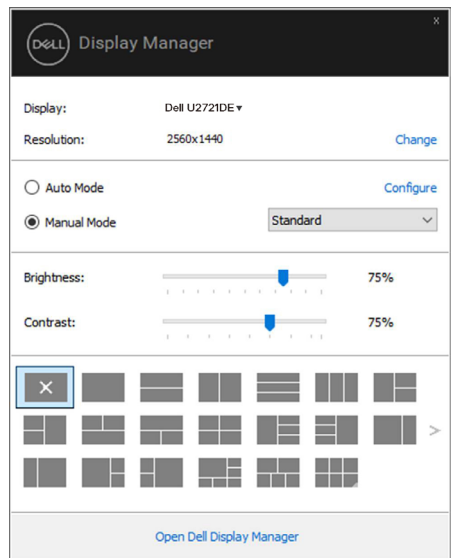 x
DELL Display Manager
Display: Dell U2721DE
Resolution: 2560x1440 Change
Auto Mode Configure
Manual Mode Standard
Brightness: 75%
Contrast: 75%
Open Dell Display Manager